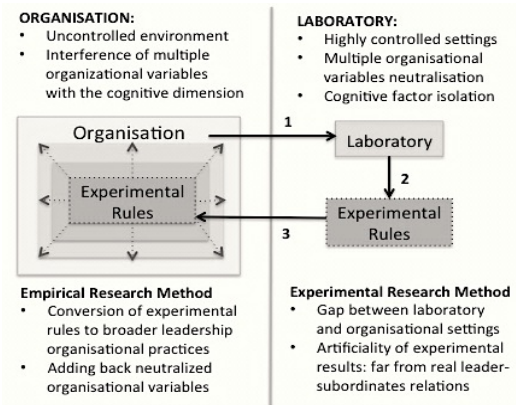 ORGANISATION:
• Uncontrolled environment
• Interference of multiple
organizational variables
with the cognitive dimension
LABORATORY:
• Highly controlled settings
• Multiple organisational
variables neutralisation
• Cognitive factor isolation
Organisation
1
Laboratory
2
Experimental
Rules
Experimental
Rules
3
Empirical Research Method
• Conversion of experimental
rules to broader leadership
organisational practices
• Adding back neutralized
organisational variables
Experimental Research Method
• Gap between laboratory
and organisational settings
• Artificiality of experimental
results: far from real leader-
subordinates relations